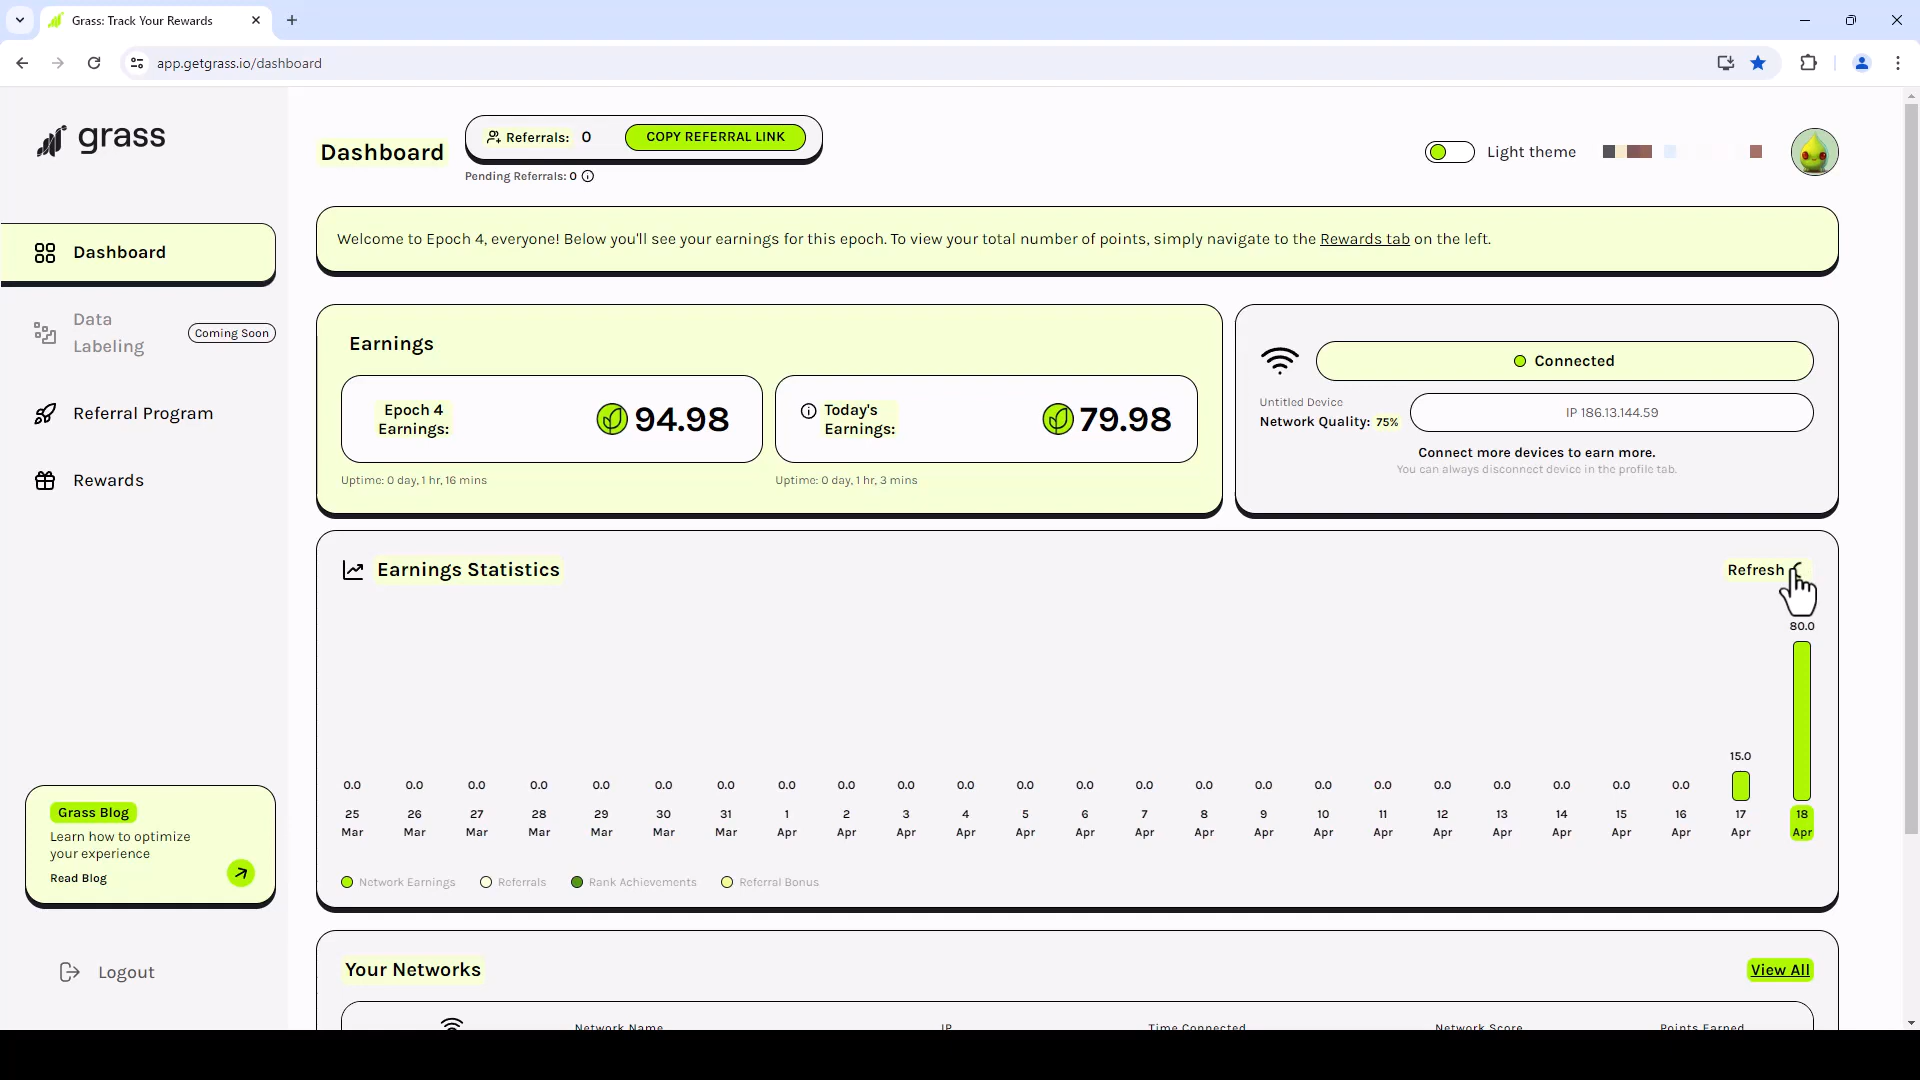 Grass: Track Your Rewards
app.getgrass.io/dashboard
grass
Dashboard
Referrals: 0
COPY REFERRAL LINK
Pending Referrals: 0
Light theme
Dashboard
Data
Labeling
Coming Soon
Referral Program
Rewards
Welcome to Epoch 4, everyone! Below you'll see your earnings for this epoch. To view your total number of points, simply navigate to the Rewards tab on the left.
Earnings
Epoch 4
Earnings:
94.98
Uptime: 0 day, 1 hr, 16 mins
Today's
Earnings:
79.98
Uptime: 0 day, 1 hr, 3 mins
Connected
Untitled Device
Network Quality: 75%
IP 186.13.144.59
Connect more devices to earn more.
You can always disconnect device in the profile tab.
Earnings Statistics
Refresh
80.0
15.0
0.0 0.0 0.0 0.0 0.0 0.0 0.0 0.0 0.0 0.0 0.0 0.0 0.0 0.0 0.0 0.0 0.0 0.0 0.0 0.0 0.0 0.0 0.0
25 26 27 28 29 30 31 1 2 3 4 5 6 7 8 9 10 11 12 13 14 15 16 17 18
Mar Mar Mar Mar Mar Mar Mar Apr Apr Apr Apr Apr Apr Apr Apr Apr Apr Apr Apr Apr Apr Apr Apr Apr Apr
Network Earnings
Referrals
Rank Achievements
Referral Bonus
Grass Blog
Learn how to optimize
your experience
Read Blog
Logout
Your Networks
View All
Network Name IP Time Connected Network Score Points Earned